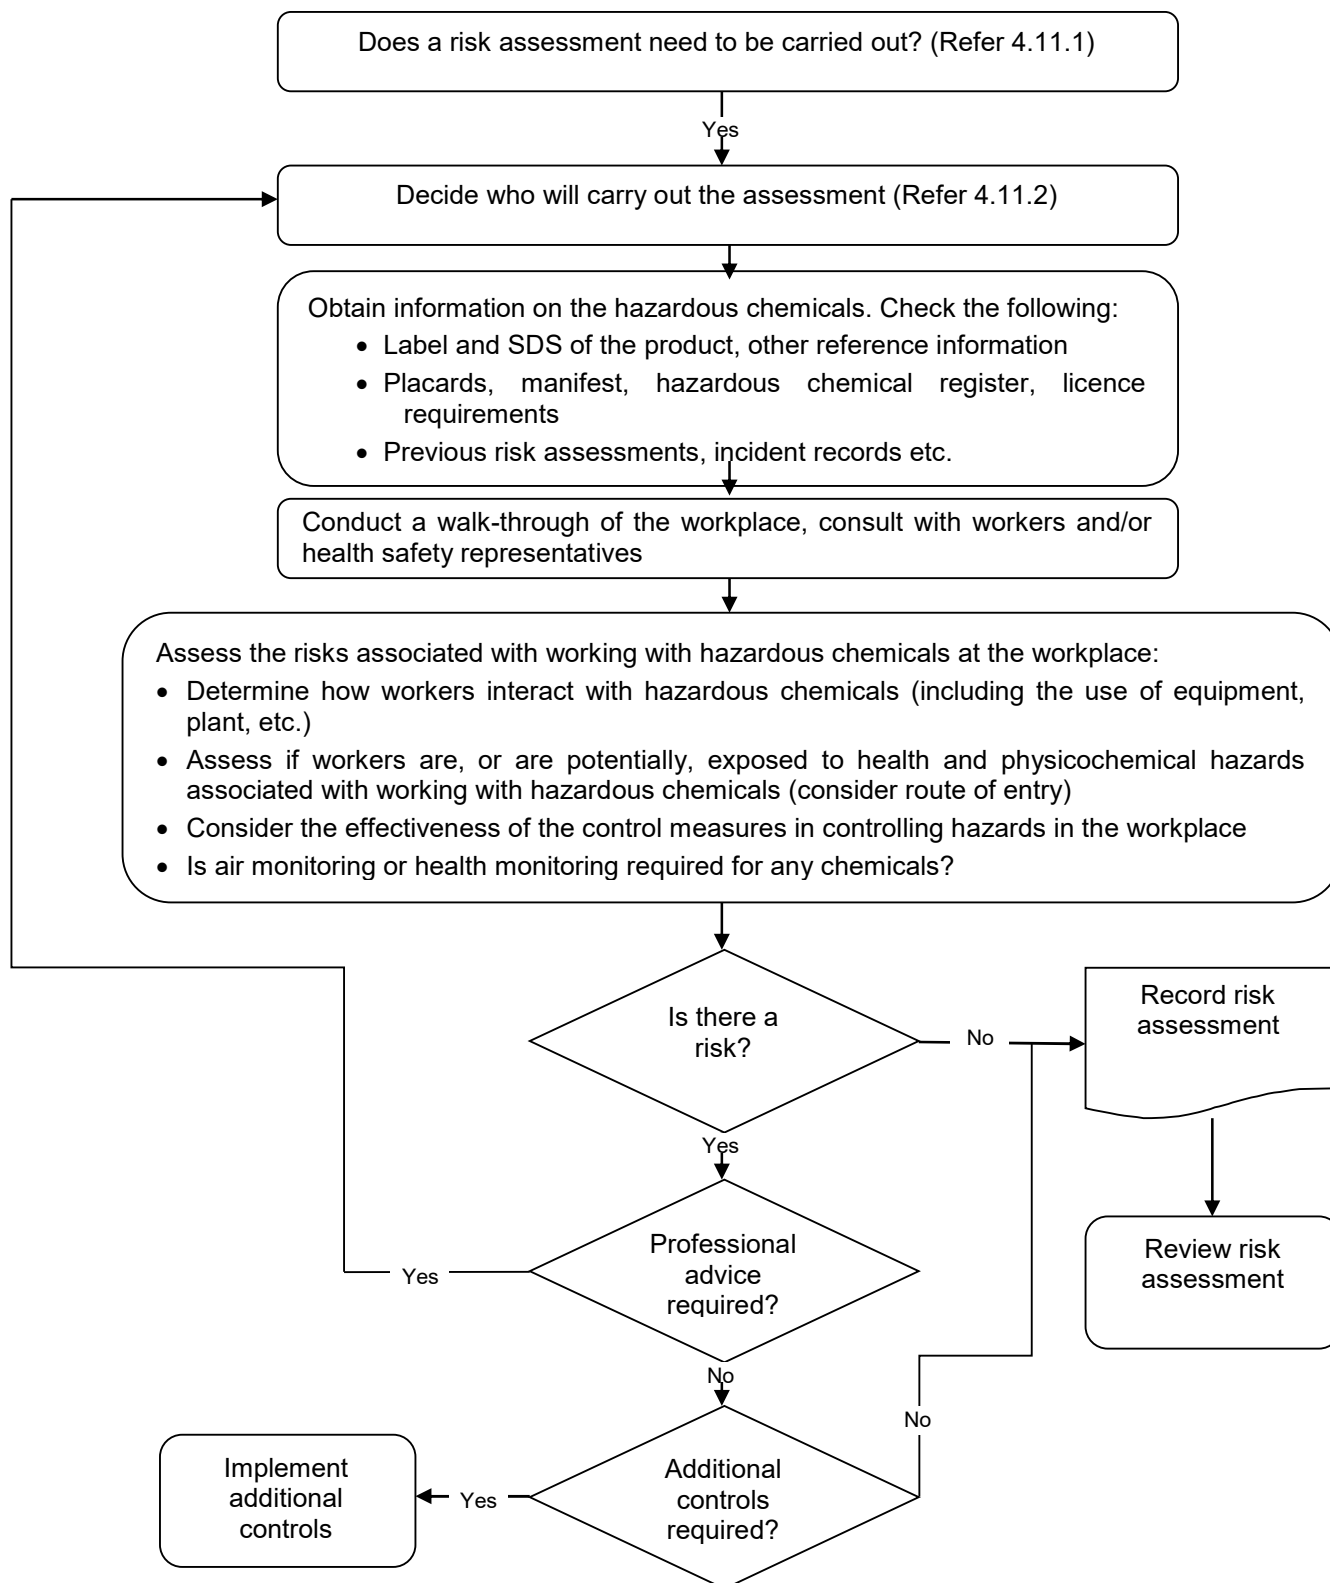 Does a risk assessment need to be carried out? (Refer 4.11.1)
Yes
Decide who will carry out the assessment (Refer 4.11.2)
Obtain information on the hazardous chemicals. Check the following:
• Label and SDS of the product, other reference information
• Placards, manifest, hazardous chemical register, licence
requirements
• Previous risk assessments, incident records etc.
Conduct a walk-through of the workplace, consult with workers and/or
health safety representatives
Assess the risks associated with working with hazardous chemicals at the workplace:
• Determine how workers interact with hazardous chemicals (including the use of equipment,
plant, etc.)
• Assess if workers are, or are potentially, exposed to health and physicochemical hazards
associated with working with hazardous chemicals (consider route of entry)
• Consider the effectiveness of the control measures in controlling hazards in the workplace
• Is air monitoring or health monitoring required for any chemicals?
Is there a
risk?
No
Record risk
assessment
Yes
Professional
advice
required?
Yes
Review risk
assessment
No
Additional
controls
required?
No
Yes
Implement
additional
controls